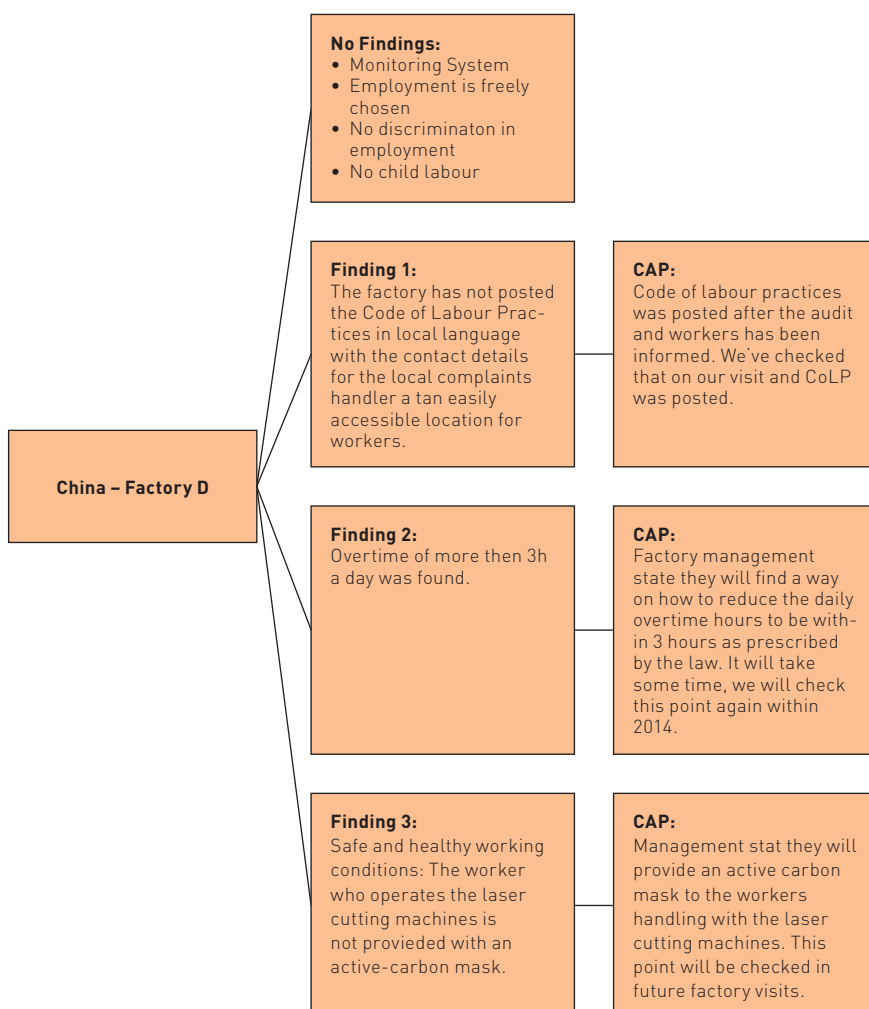 No Findings:
• Monitoring System
• Employment is freely
chosen
• No discriminaton in
employment
• No child labour
Finding 1:
The factory has not posted
the Code of Labour Prac-
tices in local language
with the contact details
for the local complaints
handler a tan easily
accessible location for
workers.
CAP:
Code of labour practices
was posted after the audit
and workers has been
informed. We've checked
that on our visit and CoLP
was posted.
China – Factory D
Finding 2:
Overtime of more then 3h
a day was found.
CAP:
Factory management
state they will find a way
on how to reduce the daily
overtime hours to be with-
in 3 hours as prescribed
by the law. It will take
some time, we will check
this point again within
2014.
Finding 3:
Safe and healthy working
conditions: The worker
who operates the laser
cutting machines is
not provieded with an
active-carbon mask.
CAP:
Management stat they will
provide an active carbon
mask to the workers
handling with the laser
cutting machines. This
point will be checked in
future factory visits.